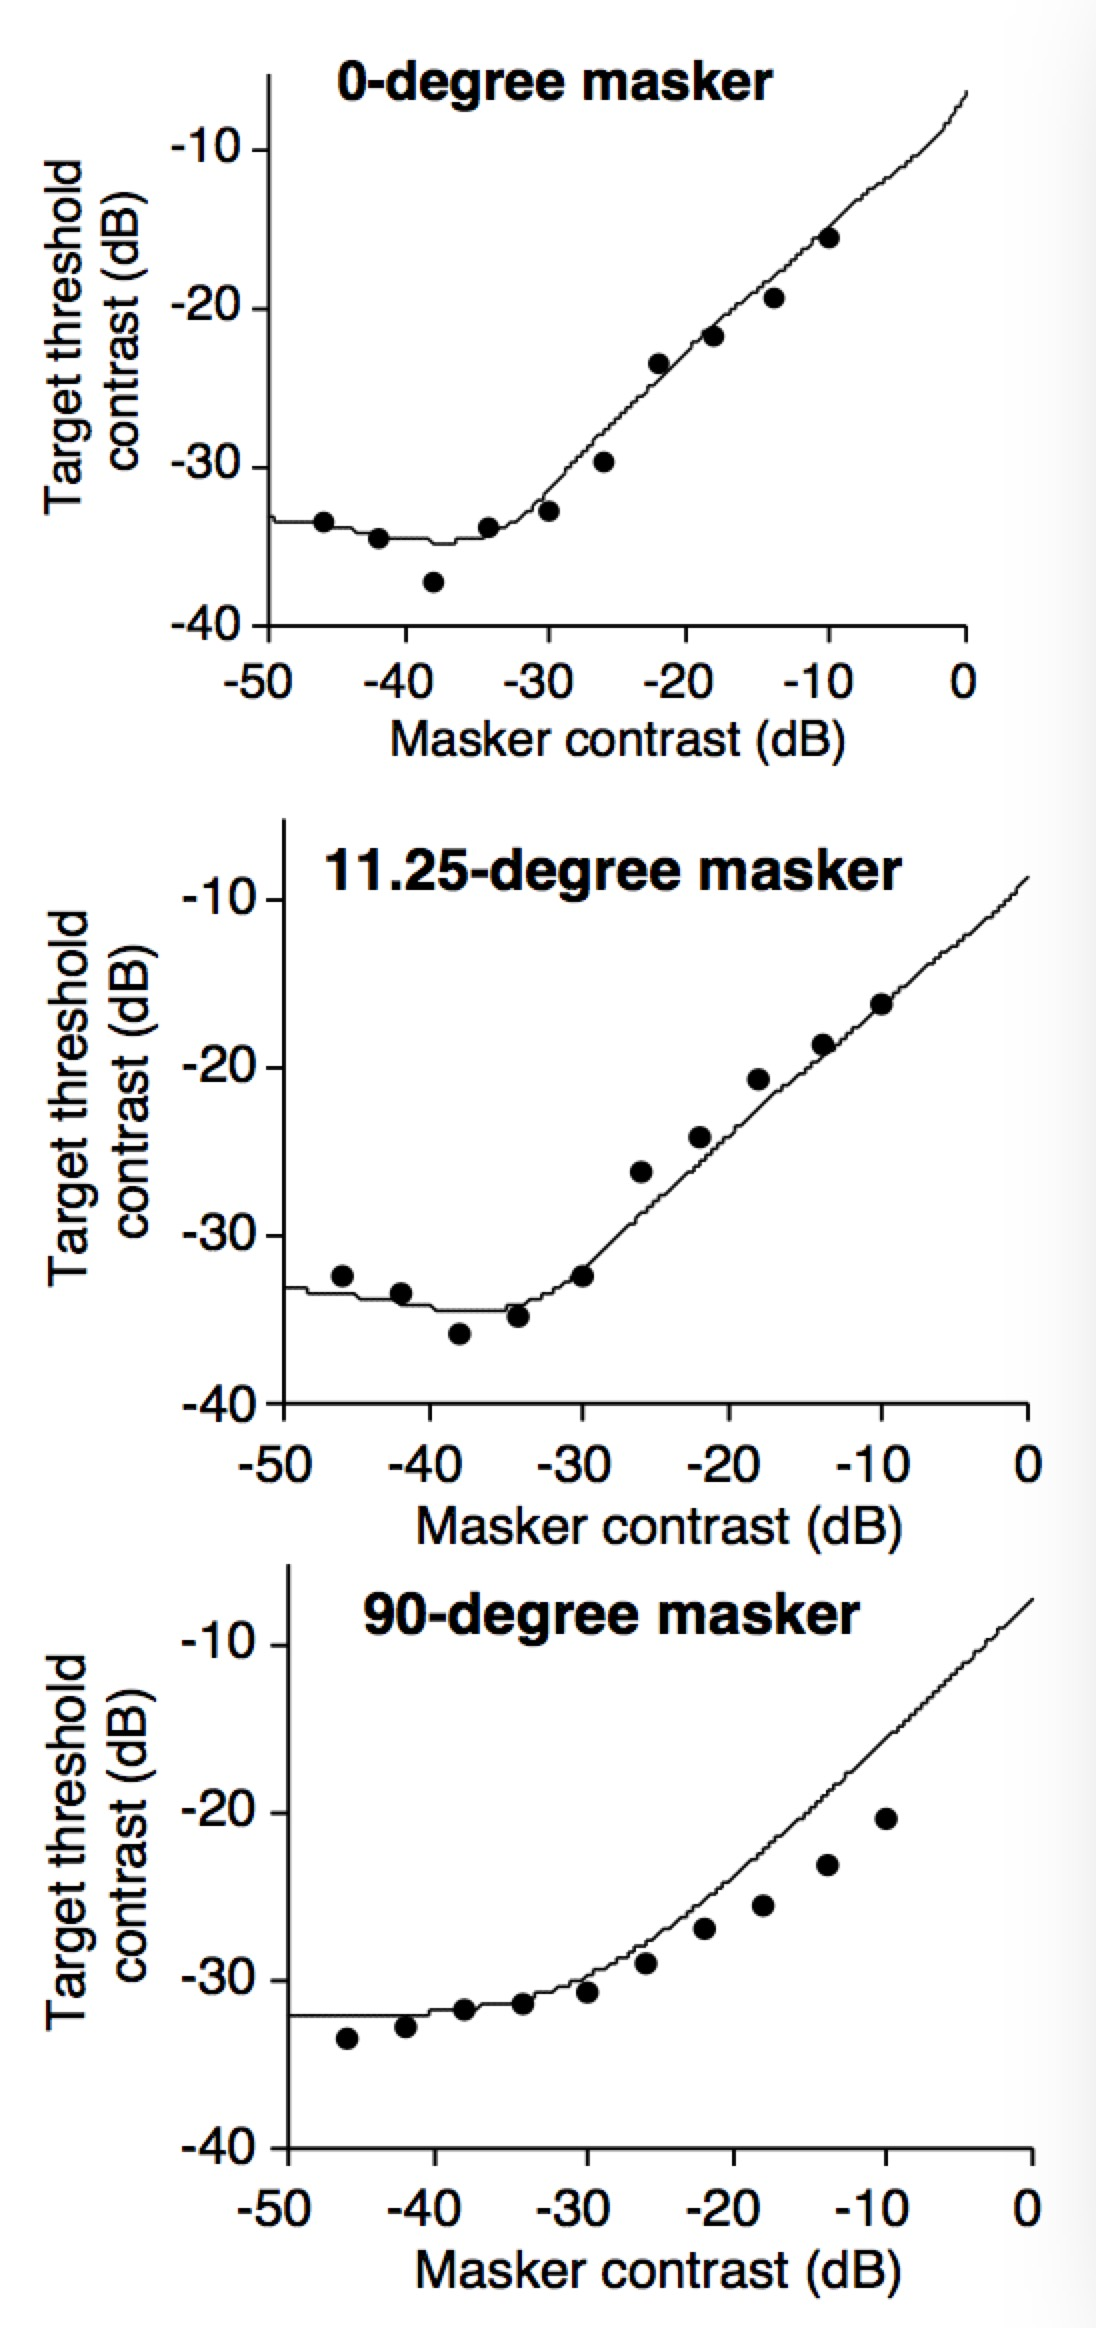 0-degree masker
Target threshold
contrast (dB)
-10
-20
-30
-40
-50 -40 -30 -20 -10 0
Masker contrast (dB)
11.25-degree masker
Target threshold
contrast (dB)
-10
-20
-30
-40
-50 -40 -30 -20 -10 0
Masker contrast (dB)
90-degree masker
Target threshold
contrast (dB)
-10
-20
-30
-40
-50 -40 -30 -20 -10 0
Masker contrast (dB)